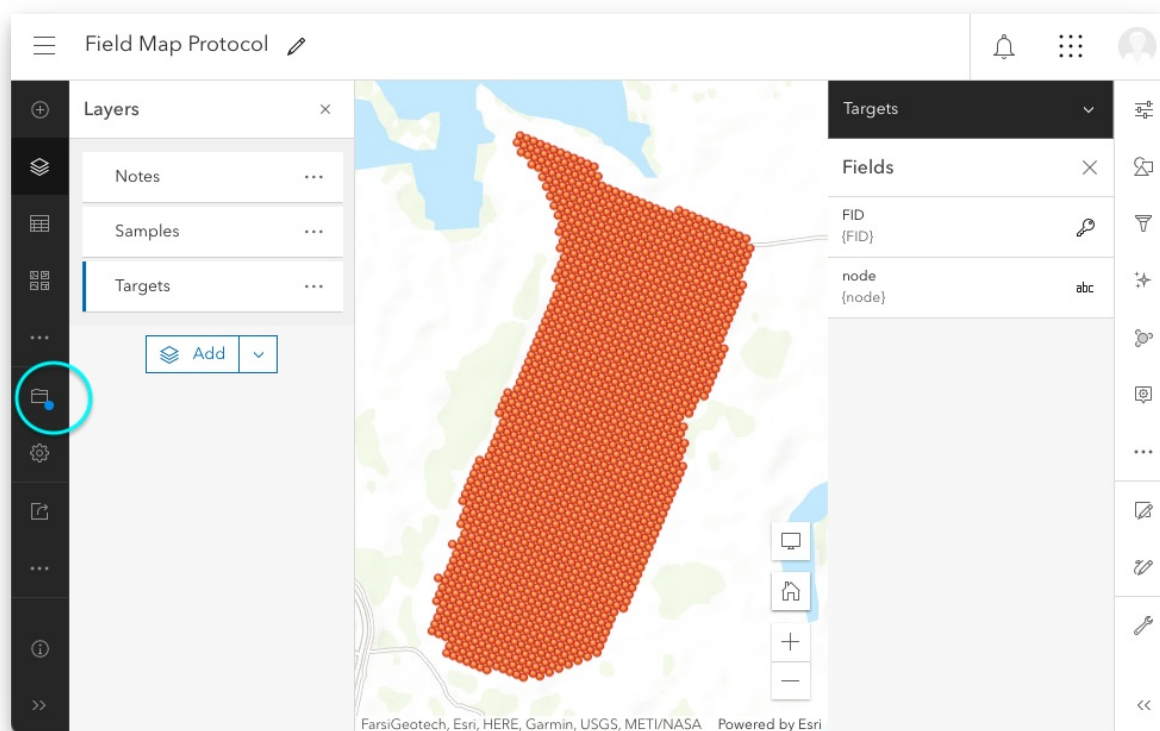 Field Map Protocol
Layers
Notes
Samples
Targets
Add
Targets
Fields
FID
{FID}
node
{node}
abc
FarsiGeotech, Esri, HERE, Garmin, USGS, METI/NASA Powered by Esri